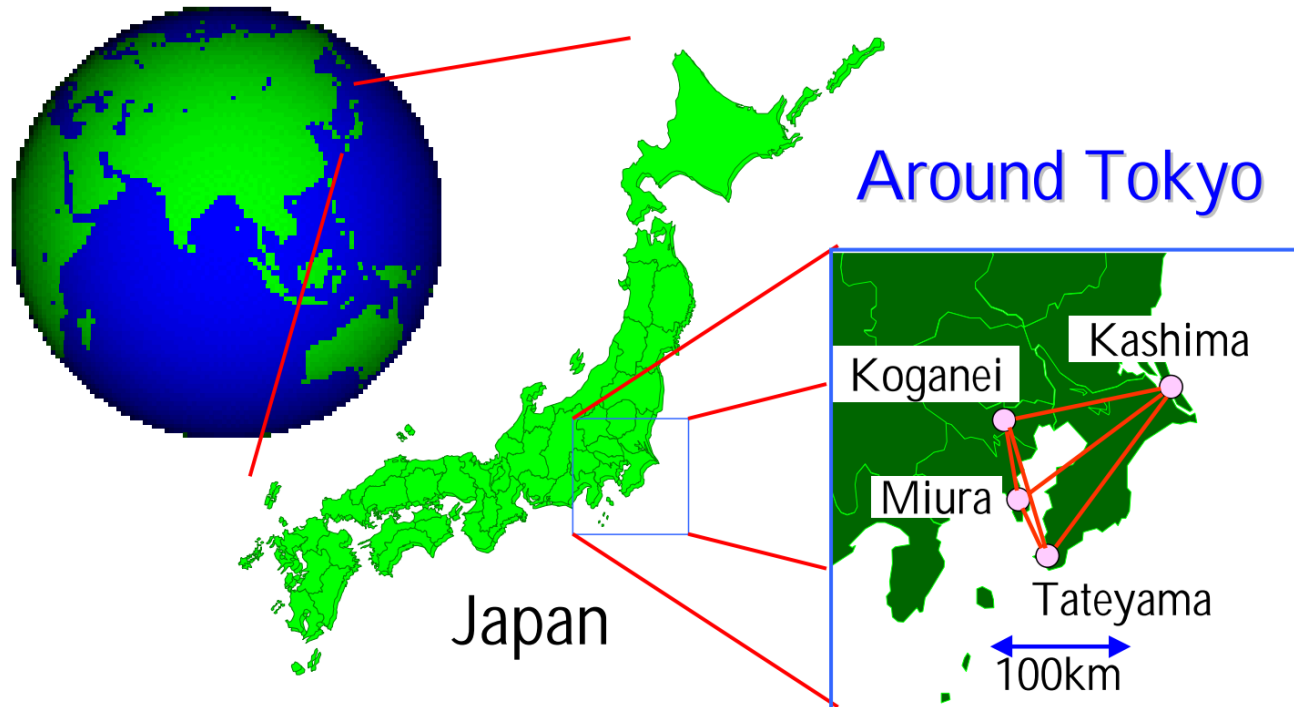 Around Tokyo
Kashima
Koganei
Miura
Tateyama
Japan
100km